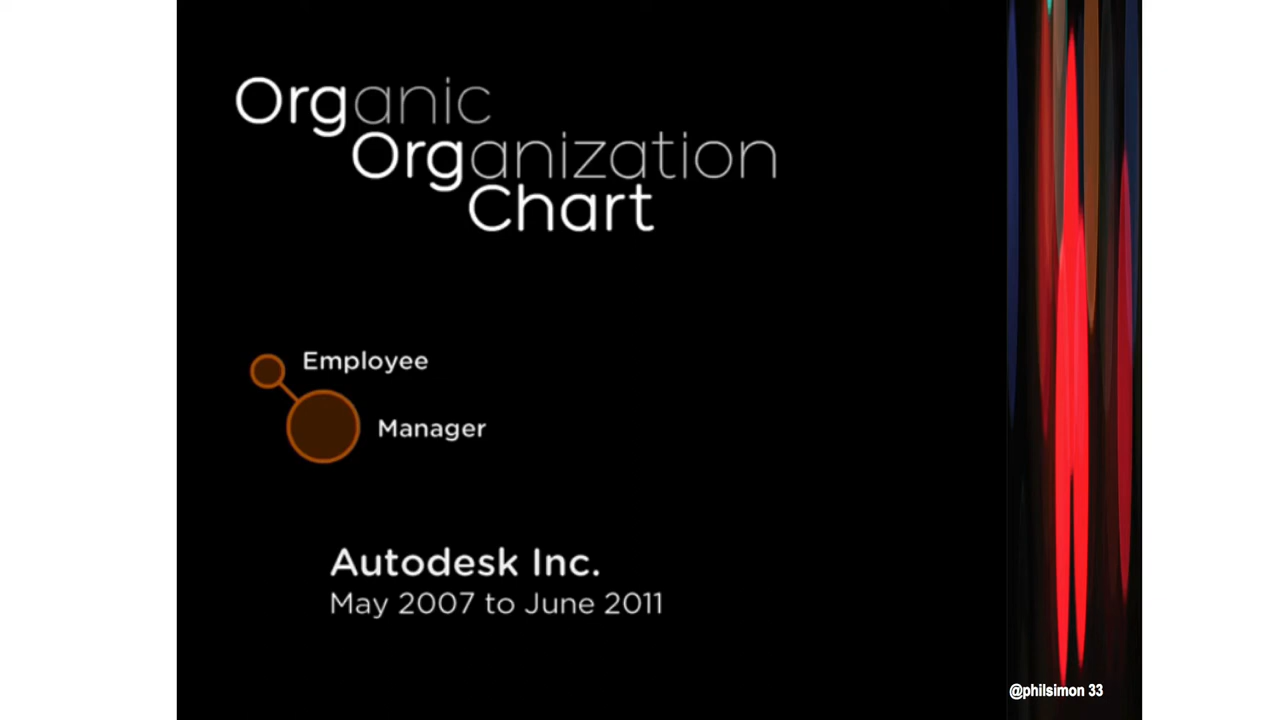 Organic
Organization
Chart
Employee
Manager
Autodesk Inc.
May 2007 to June 2011
@philsimon 33